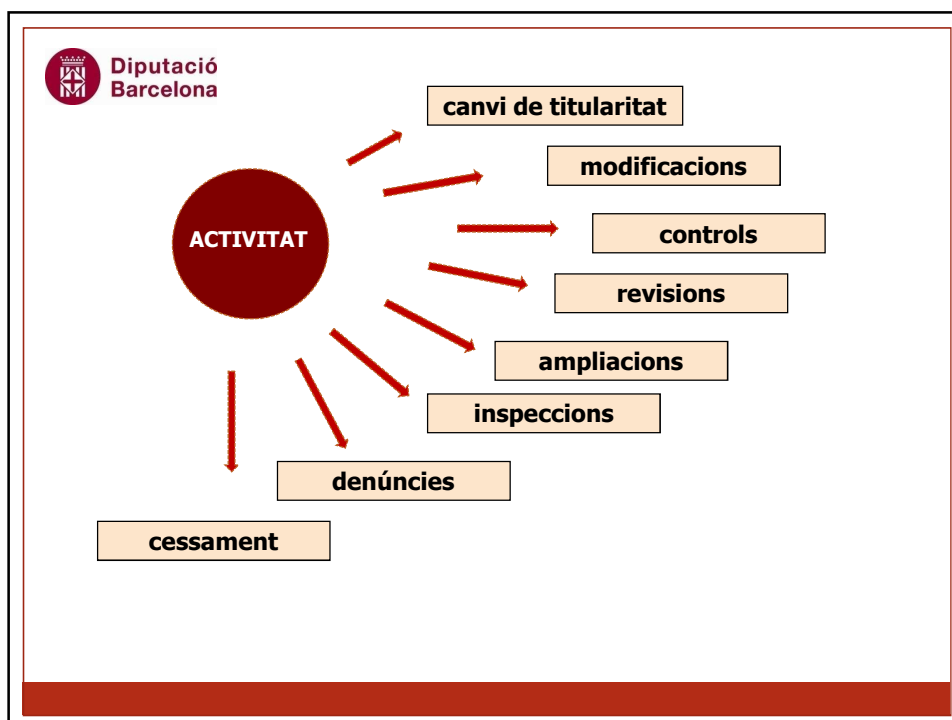 Diputació
Barcelona
canvi de titularitat
modificacions
ACTIVITAT
controls
revisions
ampliacions
inspeccions
denúncies
cessament